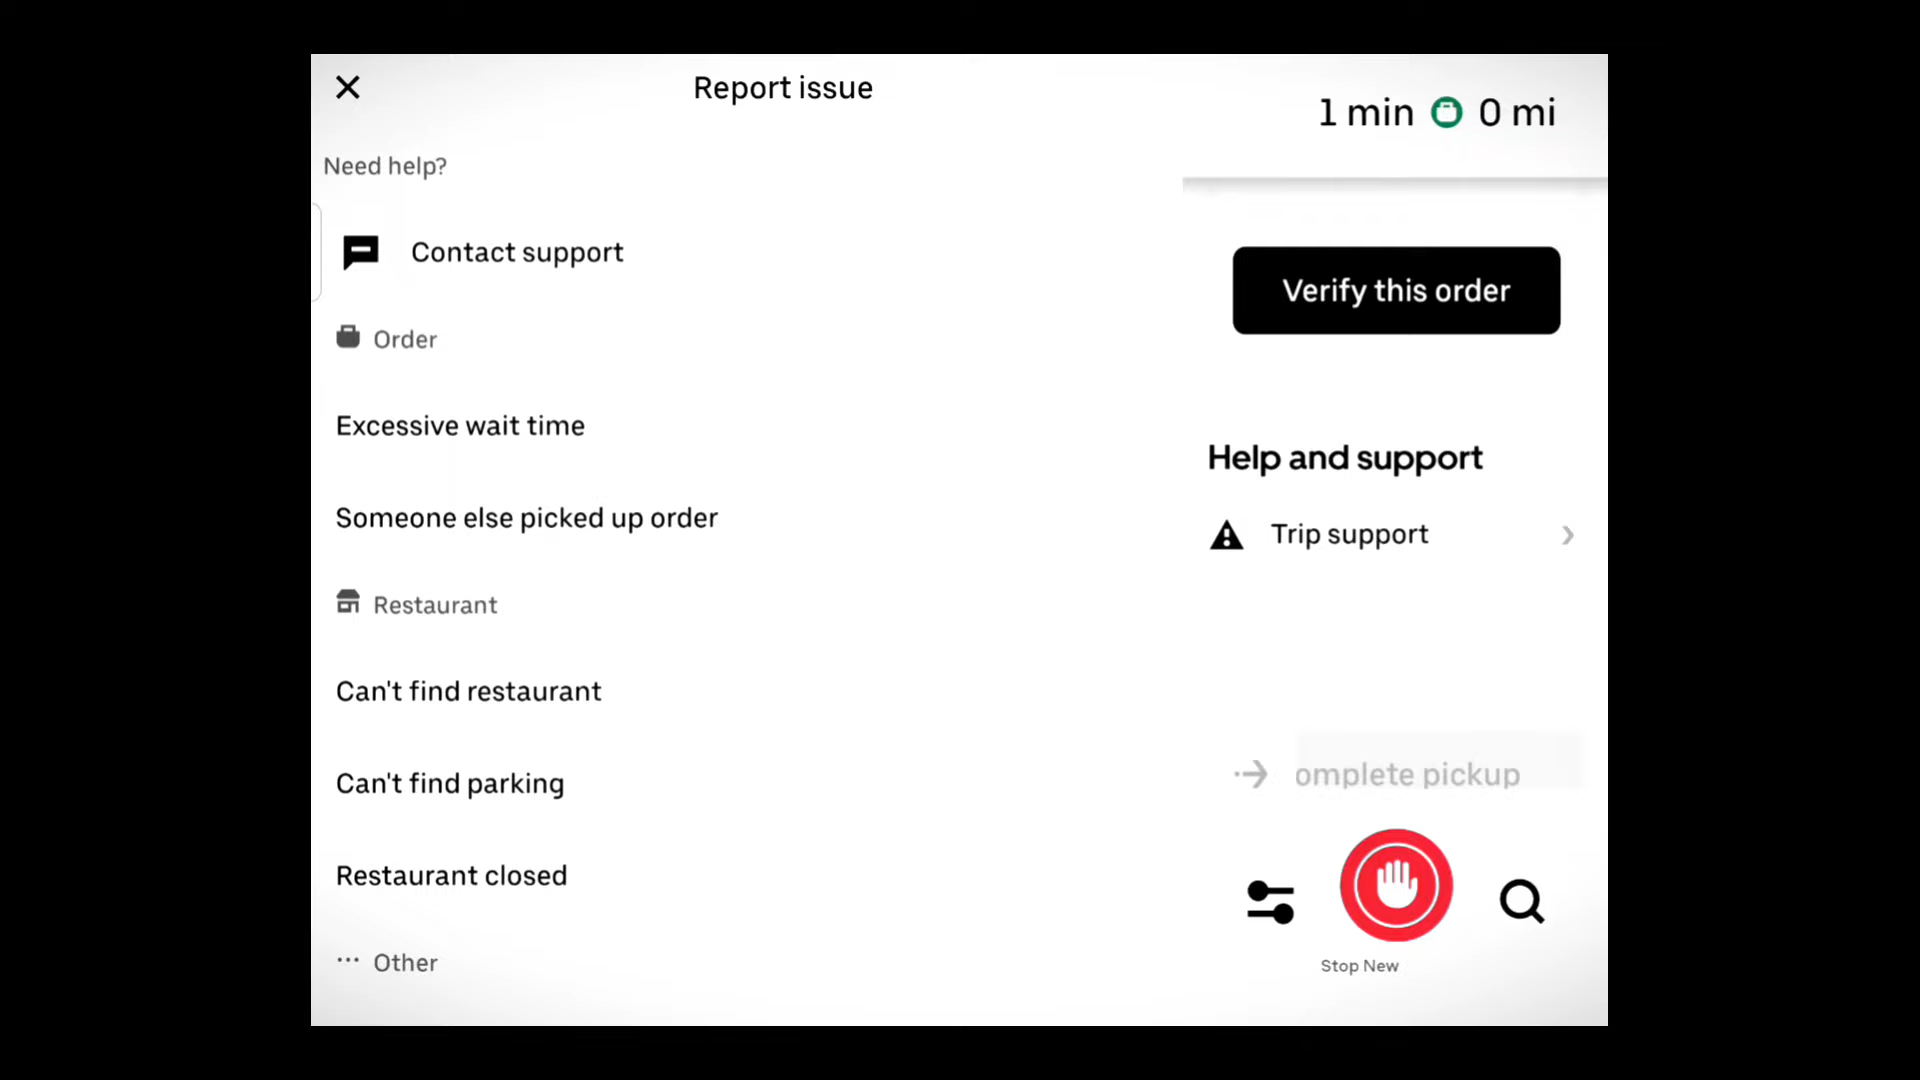 Report issue
Need help?
Contact support
Order
Excessive wait time
Someone else picked up order
Restaurant
Can't find restaurant
Can't find parking
Restaurant closed
Other
1 min 0 mi
Verify this order
Help and support
Trip support
omplete pickup
Stop New